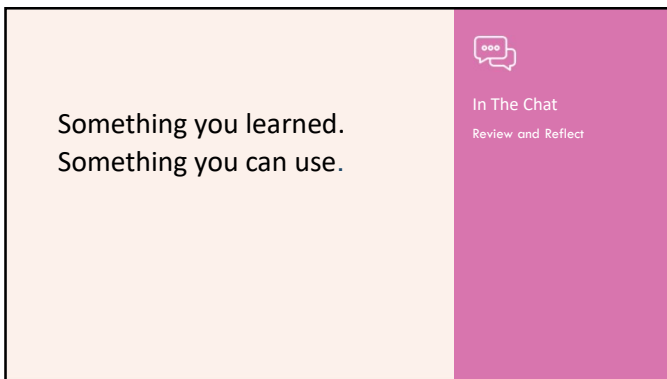 Something you learned.
Something you can use.
In The Chat
Review and Reflect